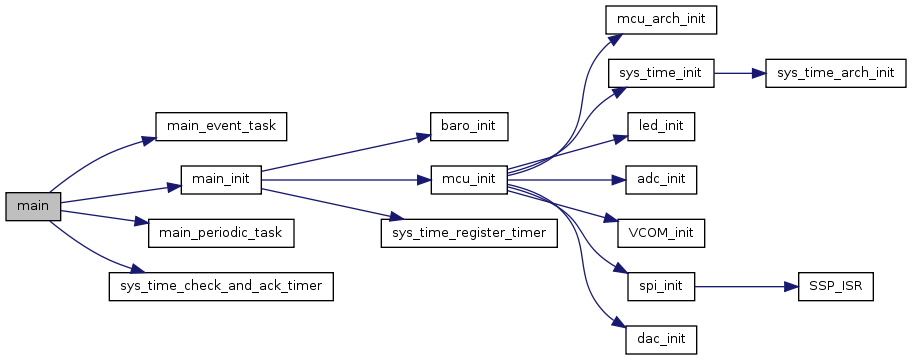 main
main_event_task
main_init
main_periodic_task
sys_time_check_and_ack_timer
baro_init
mcu_init
sys_time_register_timer
mcu_arch_init
sys_time_init
led_init
adc_init
VCOM_init
spi_init
dac_init
sys_time_arch_init
SSP_ISR